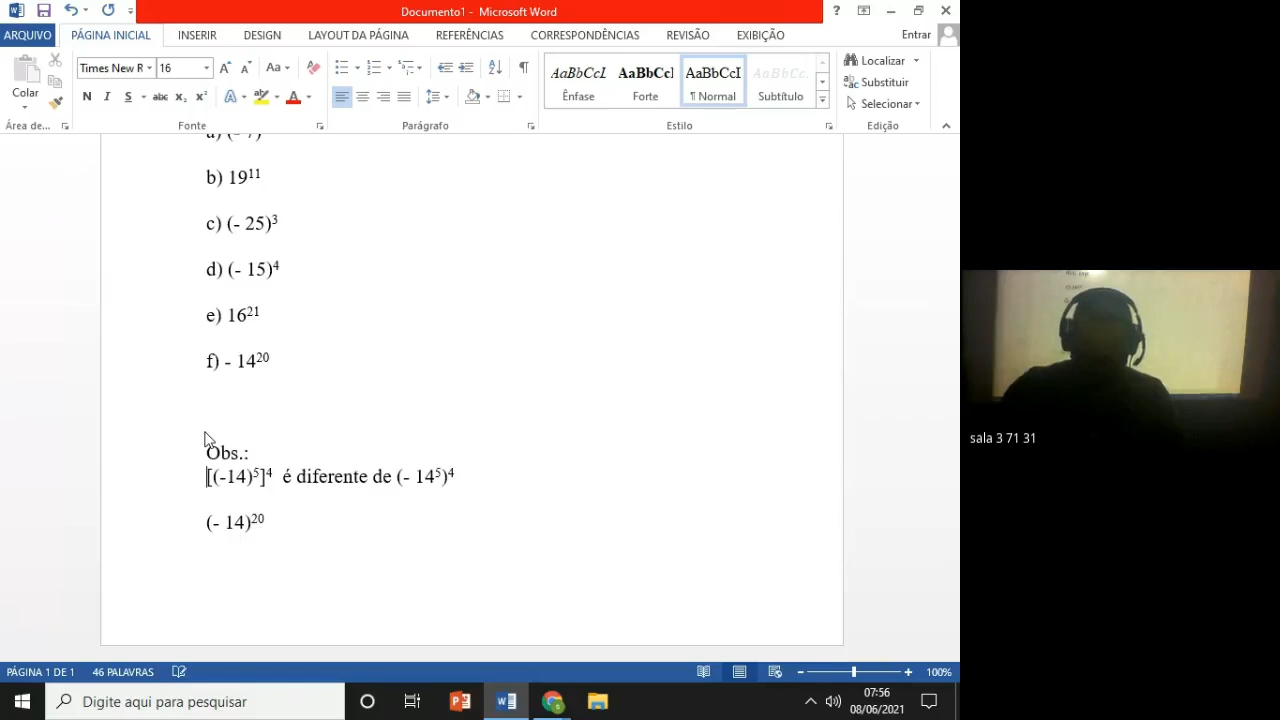 Documento1 - Microsoft Word
ARQUIVO PÁGINA INICIAL INSERIR DESIGN LAYOUT DA PÁGINA REFERÊNCIAS CORRESPONDÊNCIAS REVISÃO EXIBIÇÃO Entrar
Times New R 16 Aa
AaBbCcI AaBbCcI AaBbCcI AaBbCc.
Localizar
Substituir
Selecionar
Colar N I S abc x₂ x² A A
Ênfase Forte ¶ Normal Subtítulo
Área de... Fonte Parágrafo Estilo Edição
a) (- 7)
b) 19¹¹
c) (- 25)³
d) (- 15)⁴
e) 16²¹
f) - 14²⁰
Obs.:
[(-14)⁵]⁴ é diferente de (- 14⁵)⁴
(- 14)²⁰
sala 3 71 31
PÁGINA 1 DE 1 46 PALAVRAS 100%
Digite aqui para pesquisar
07:56
08/06/2021